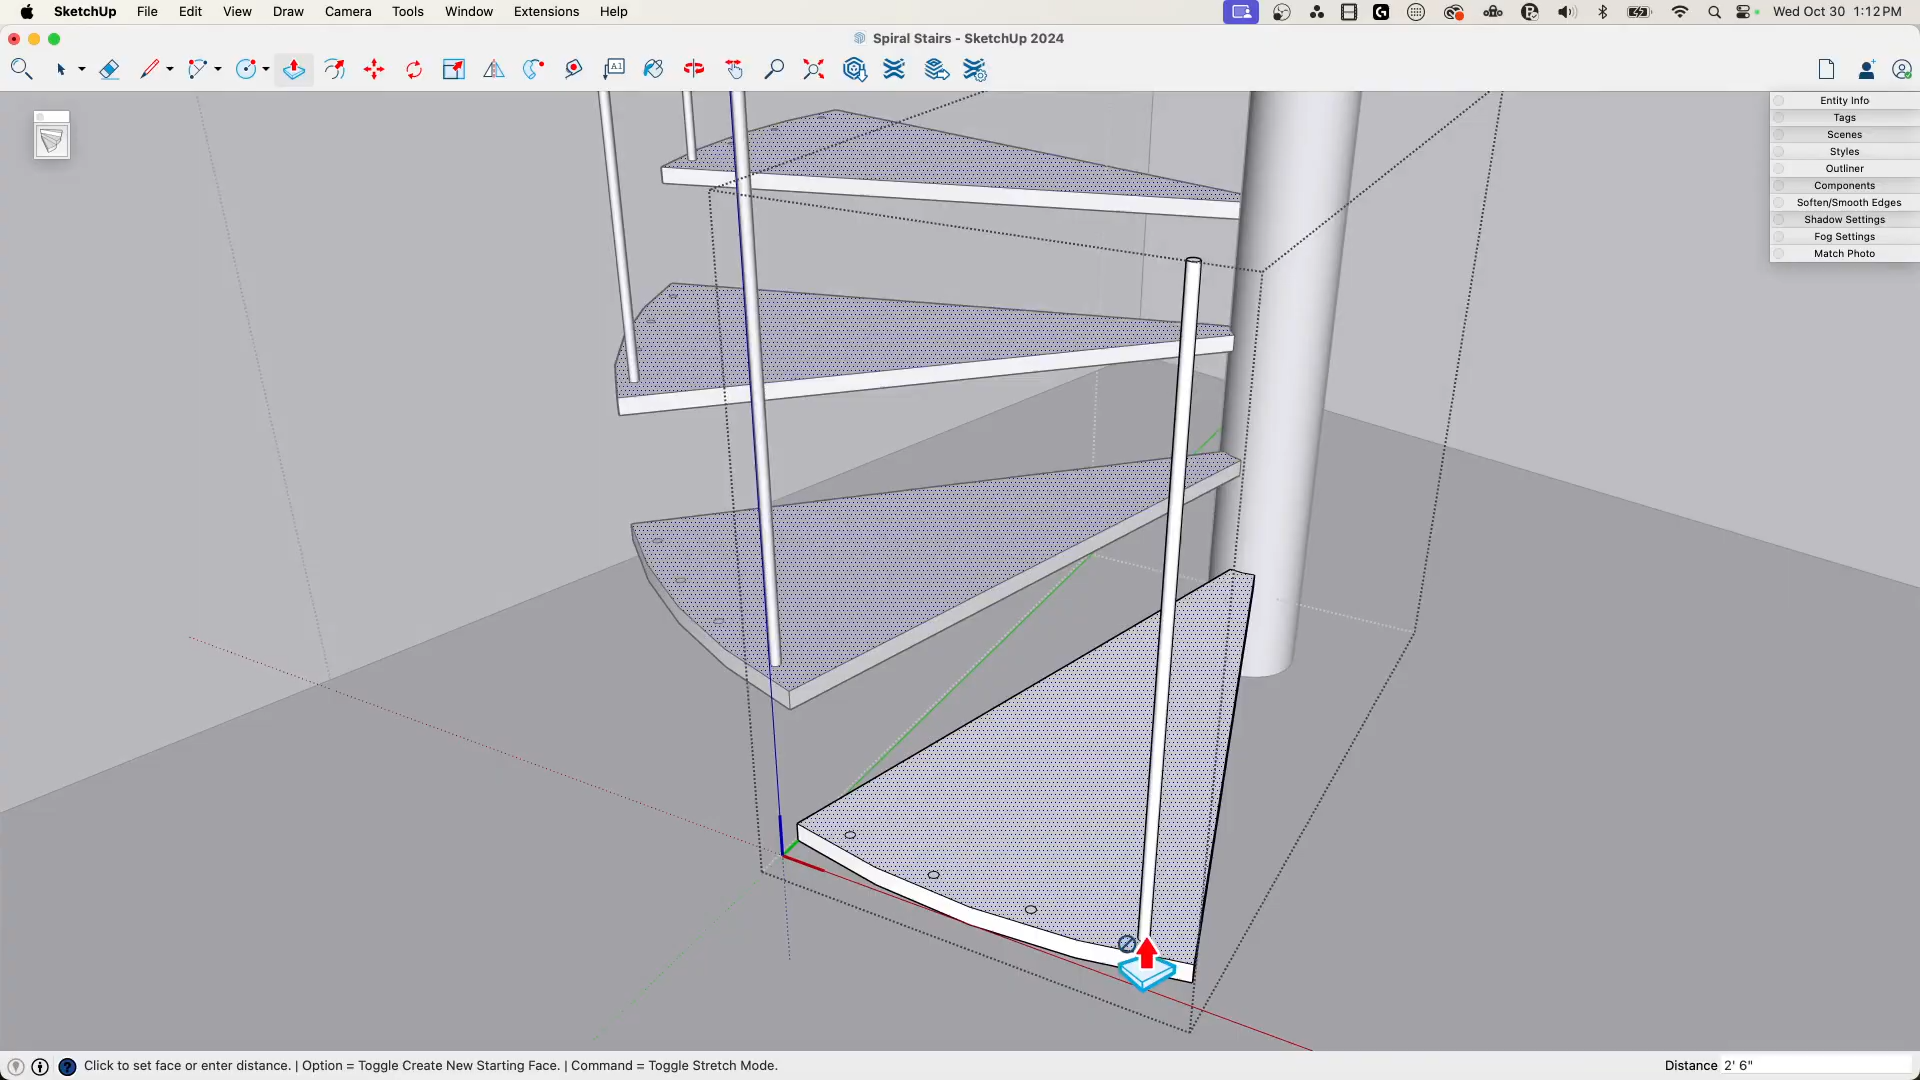 SketchUp File Edit View Draw Camera Tools Window Extensions Help
Wed Oct 30 1:12 PM
Spiral Stairs - SketchUp 2024
A1
Entity Info
Tags
Scenes
Styles
Outliner
Components
Soften/Smooth Edges
Shadow Settings
Fog Settings
Match Photo
Click to set face or enter distance. | Option = Toggle Create New Starting Face. | Command = Toggle Stretch Mode.
Distance 2' 6"